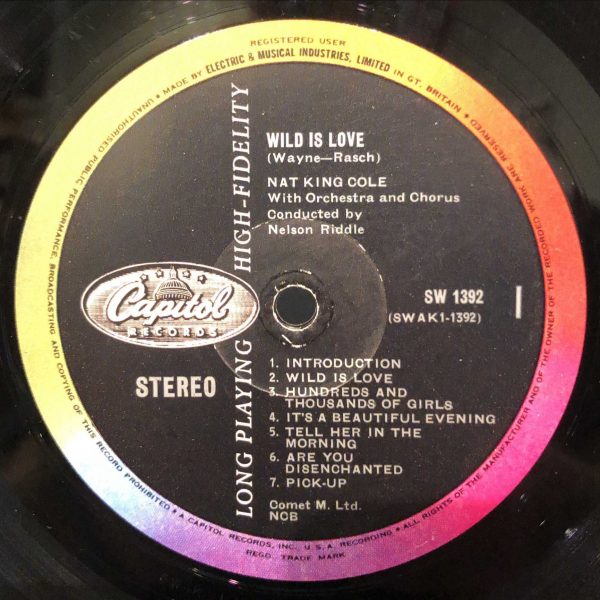 REGISTERED USER
• MADE BY ELECTRIC & MUSICAL INDUSTRIES, LIMITED IN GT. BRITAIN •
ALL RIGHTS OF THE MANUFACTURER AND OF THE OWNER OF THE RECORDED WORK ARE RESERVED
UNAUTHORISED PUBLIC PERFORMANCE, BROADCASTING AND COPYING OF THIS RECORD PROHIBITED •
A CAPITOL RECORDS, INC., U.S.A. RECORDING •
REGD. TRADE MARK
LONG PLAYING HIGH-FIDELITY
WILD IS LOVE
(Wayne—Rasch)
NAT KING COLE
With Orchestra and Chorus
Conducted by
Nelson Riddle
Capitol
RECORDS
STEREO
SW 1392
(SWAK1-1392)
1
1. INTRODUCTION
2. WILD IS LOVE
3. HUNDREDS AND
THOUSANDS OF GIRLS
4. IT'S A BEAUTIFUL EVENING
5. TELL HER IN THE
MORNING
6. ARE YOU
DISENCHANTED
7. PICK-UP
Comet M. Ltd.
NCB